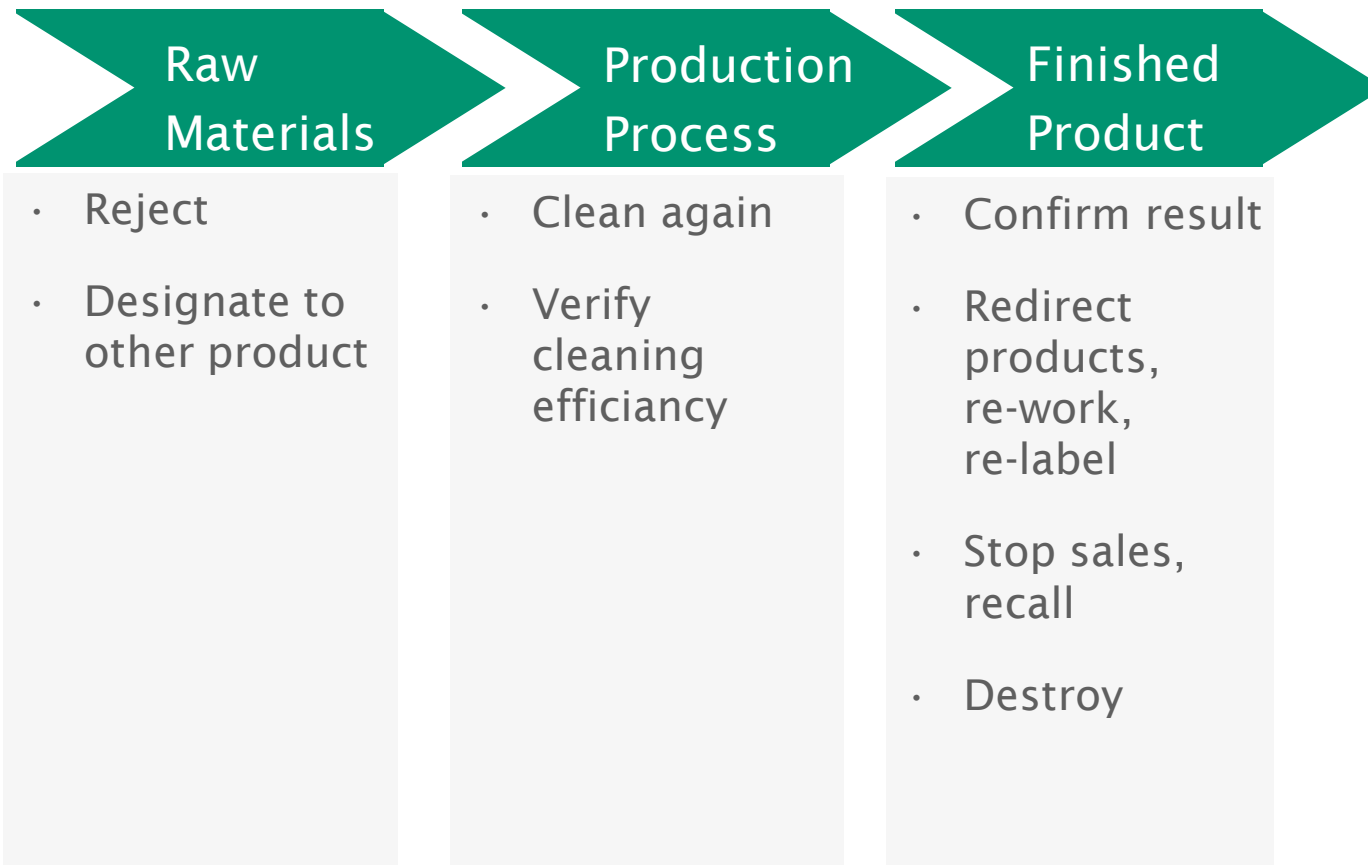 Raw
Materials
· Reject
· Designate to
other product
Production
Process
· Clean again
· Verify
cleaning
efficiancy
Finished
Product
· Confirm result
· Redirect
products,
re-work,
re-label
· Stop sales,
recall
· Destroy